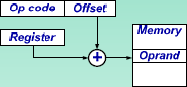 Op code Offset
Memory
Register
Oprand
+